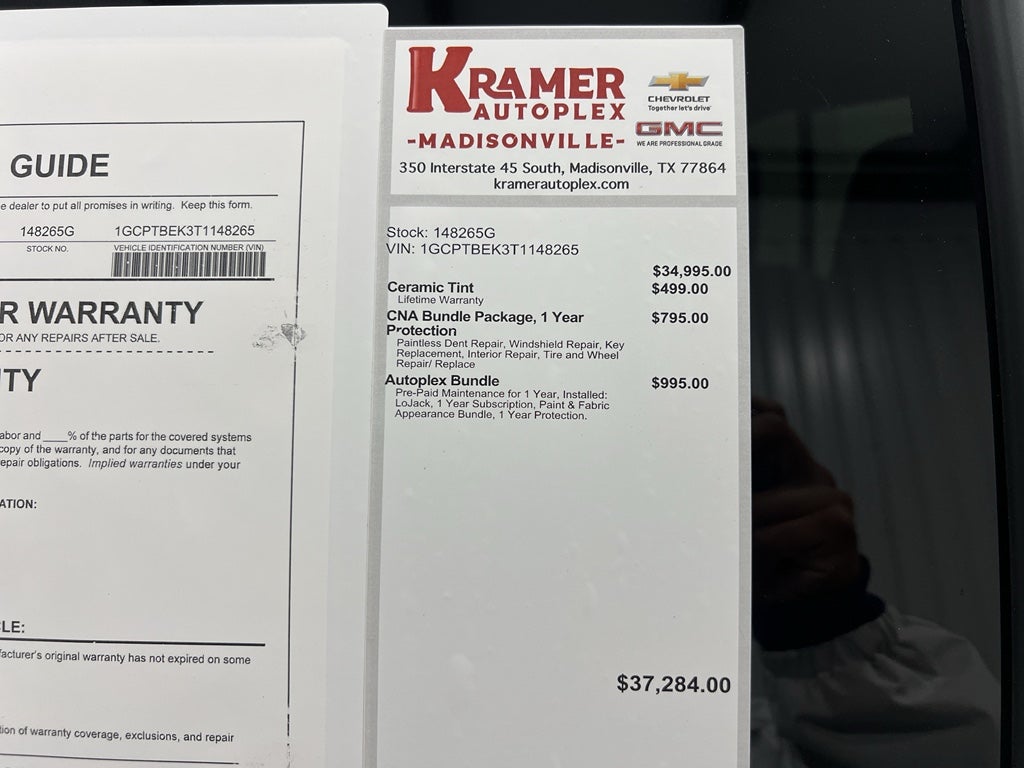 GUIDE
e dealer to put all promises in writing. Keep this form.
148265G 1GCPTBEK3T1148265
STOCK NO. VEHICLE IDENTIFICATION NUMBER (VIN)
R WARRANTY
OR ANY REPAIRS AFTER SALE.
TY
abor and ____% of the parts for the covered systems
copy of the warranty, and for any documents that
epair obligations. Implied warranties under your
ATION:
LE:
facturer's original warranty has not expired on some
tion of warranty coverage, exclusions, and repair
KRAMER
AUTOPLEX
-MADISONVILLE-
CHEVROLET
Together let's drive
GMC
WE ARE PROFESSIONAL GRADE
350 Interstate 45 South, Madisonville, TX 77864
kramerautoplex.com
Stock: 148265G
VIN: 1GCPTBEK3T1148265
$34,995.00
Ceramic Tint $499.00
Lifetime Warranty
CNA Bundle Package, 1 Year $795.00
Protection
Paintless Dent Repair, Windshield Repair, Key
Replacement, Interior Repair, Tire and Wheel
Repair/ Replace
Autoplex Bundle $995.00
Pre-Paid Maintenance for 1 Year, Installed:
LoJack, 1 Year Subscription, Paint & Fabric
Appearance Bundle, 1 Year Protection.
$37,284.00